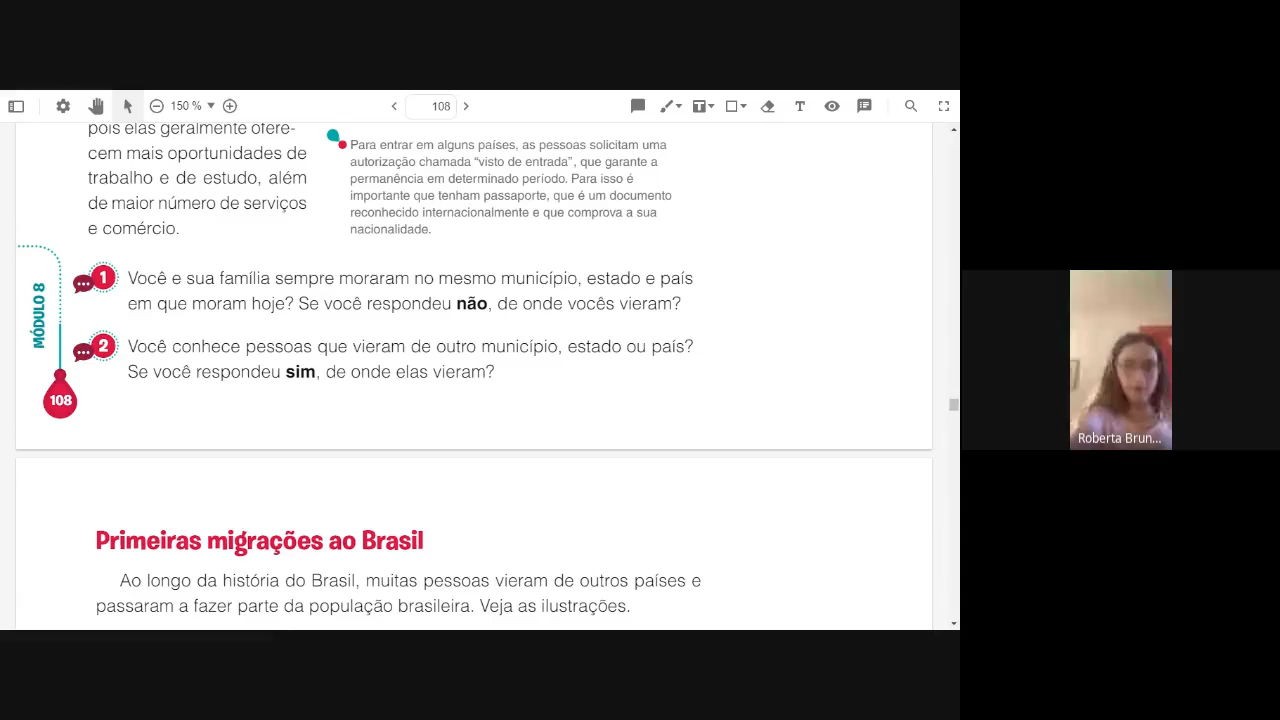 150 %
108
pois elas geralmente ofere-
cem mais oportunidades de
trabalho e de estudo, além
de maior número de serviços
e comércio.
Para entrar em alguns países, as pessoas solicitam uma
autorização chamada “visto de entrada”, que garante a
permanência em determinado período. Para isso é
importante que tenham passaporte, que é um documento
reconhecido internacionalmente e que comprova a sua
nacionalidade.
MÓDULO 8
1 Você e sua família sempre moraram no mesmo município, estado e país
em que moram hoje? Se você respondeu não, de onde vocês vieram?
2 Você conhece pessoas que vieram de outro município, estado ou país?
Se você respondeu sim, de onde elas vieram?
108
Primeiras migrações ao Brasil
Ao longo da história do Brasil, muitas pessoas vieram de outros países e
passaram a fazer parte da população brasileira. Veja as ilustrações.
Roberta Brun...